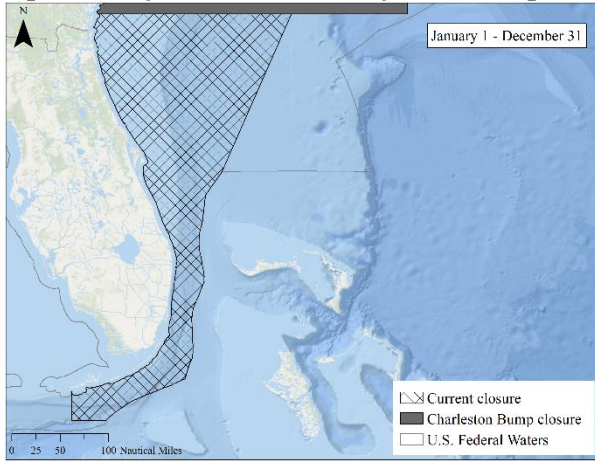 N
January 1 - December 31
Current closure
Charleston Bump closure
U.S. Federal Waters
0 25 50 100 Nautical Miles